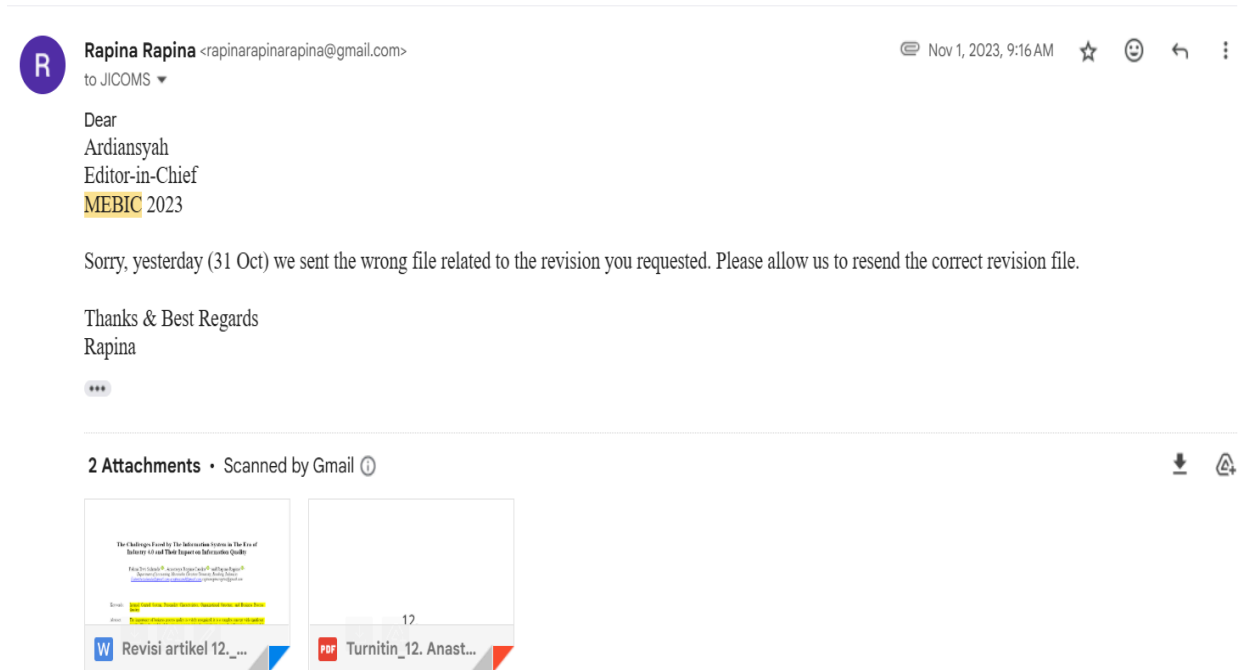 R
Rapina Rapina <rapinarapinarapina@gmail.com>
Nov 1, 2023, 9:16 AM
to JICOMS
Dear
Ardiansyah
Editor-in-Chief
MEBIC 2023
Sorry, yesterday (31 Oct) we sent the wrong file related to the revision you requested. Please allow us to resend the correct revision file.
Thanks & Best Regards
Rapina
2 Attachments • Scanned by Gmail
The Challenges Faced by The Information System in The Era of
Industry 4.0 and Their Impact on Information Quality
12
W Revisi artikel 12._...
PDF Turnitin_12. Anast...